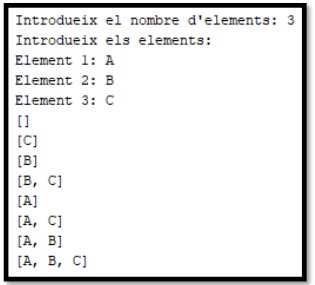 Introdueix el nombre d'elements: 3
Introdueix els elements:
Element 1: A
Element 2: B
Element 3: C
[]
[C]
[B]
[B, C]
[A]
[A, C]
[A, B]
[A, B, C]